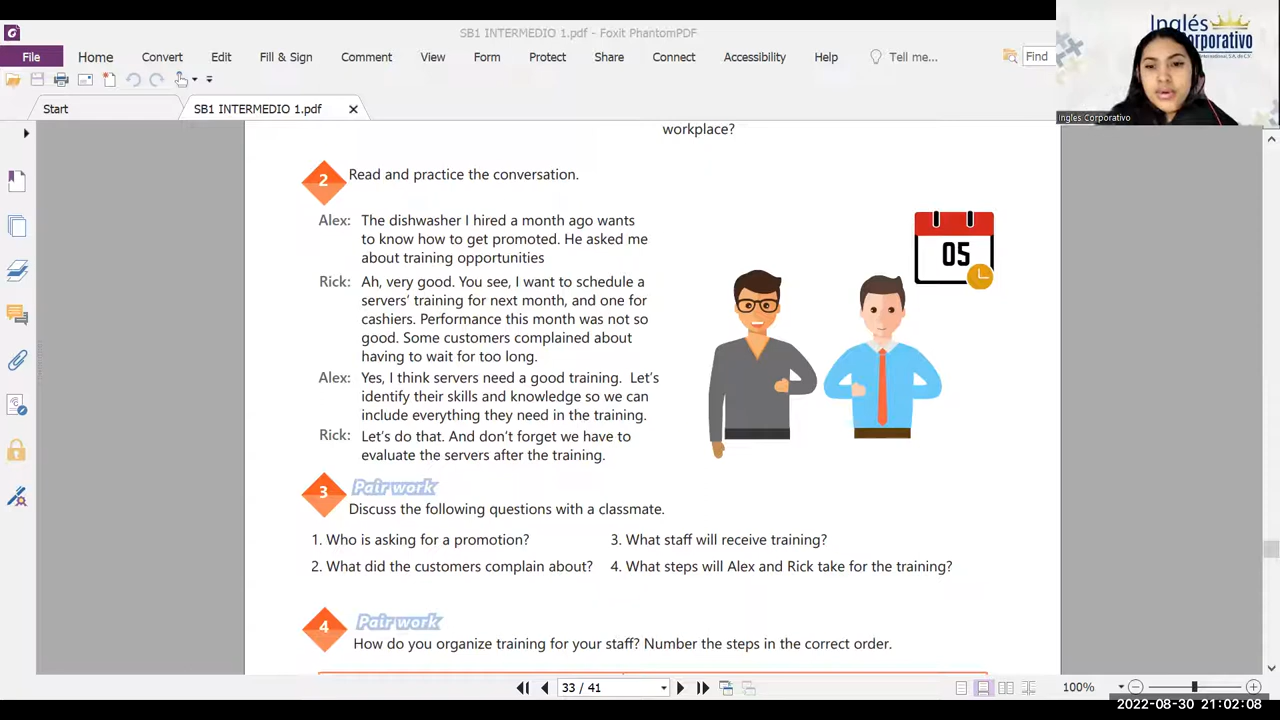 SB1 INTERMEDIO 1.pdf - Foxit PhantomPDF
File Home Convert Edit Fill & Sign Comment View Form Protect Share Connect Accessibility Help Tell me... Find
Start SB1 INTERMEDIO 1.pdf
Inglés
Corporativo
Ingles Corporativo
workplace?
2 Read and practice the conversation.
Alex: The dishwasher I hired a month ago wants
to know how to get promoted. He asked me
about training opportunities
Rick: Ah, very good. You see, I want to schedule a
servers' training for next month, and one for
cashiers. Performance this month was not so
good. Some customers complained about
having to wait for too long.
Alex: Yes, I think servers need a good training. Let's
identify their skills and knowledge so we can
include everything they need in the training.
Rick: Let's do that. And don't forget we have to
evaluate the servers after the training.
05
3 Pair work
Discuss the following questions with a classmate.
1. Who is asking for a promotion?
2. What did the customers complain about?
3. What staff will receive training?
4. What steps will Alex and Rick take for the training?
4 Pair work
How do you organize training for your staff? Number the steps in the correct order.
33 / 41
100%
2022-08-30 21:02:08